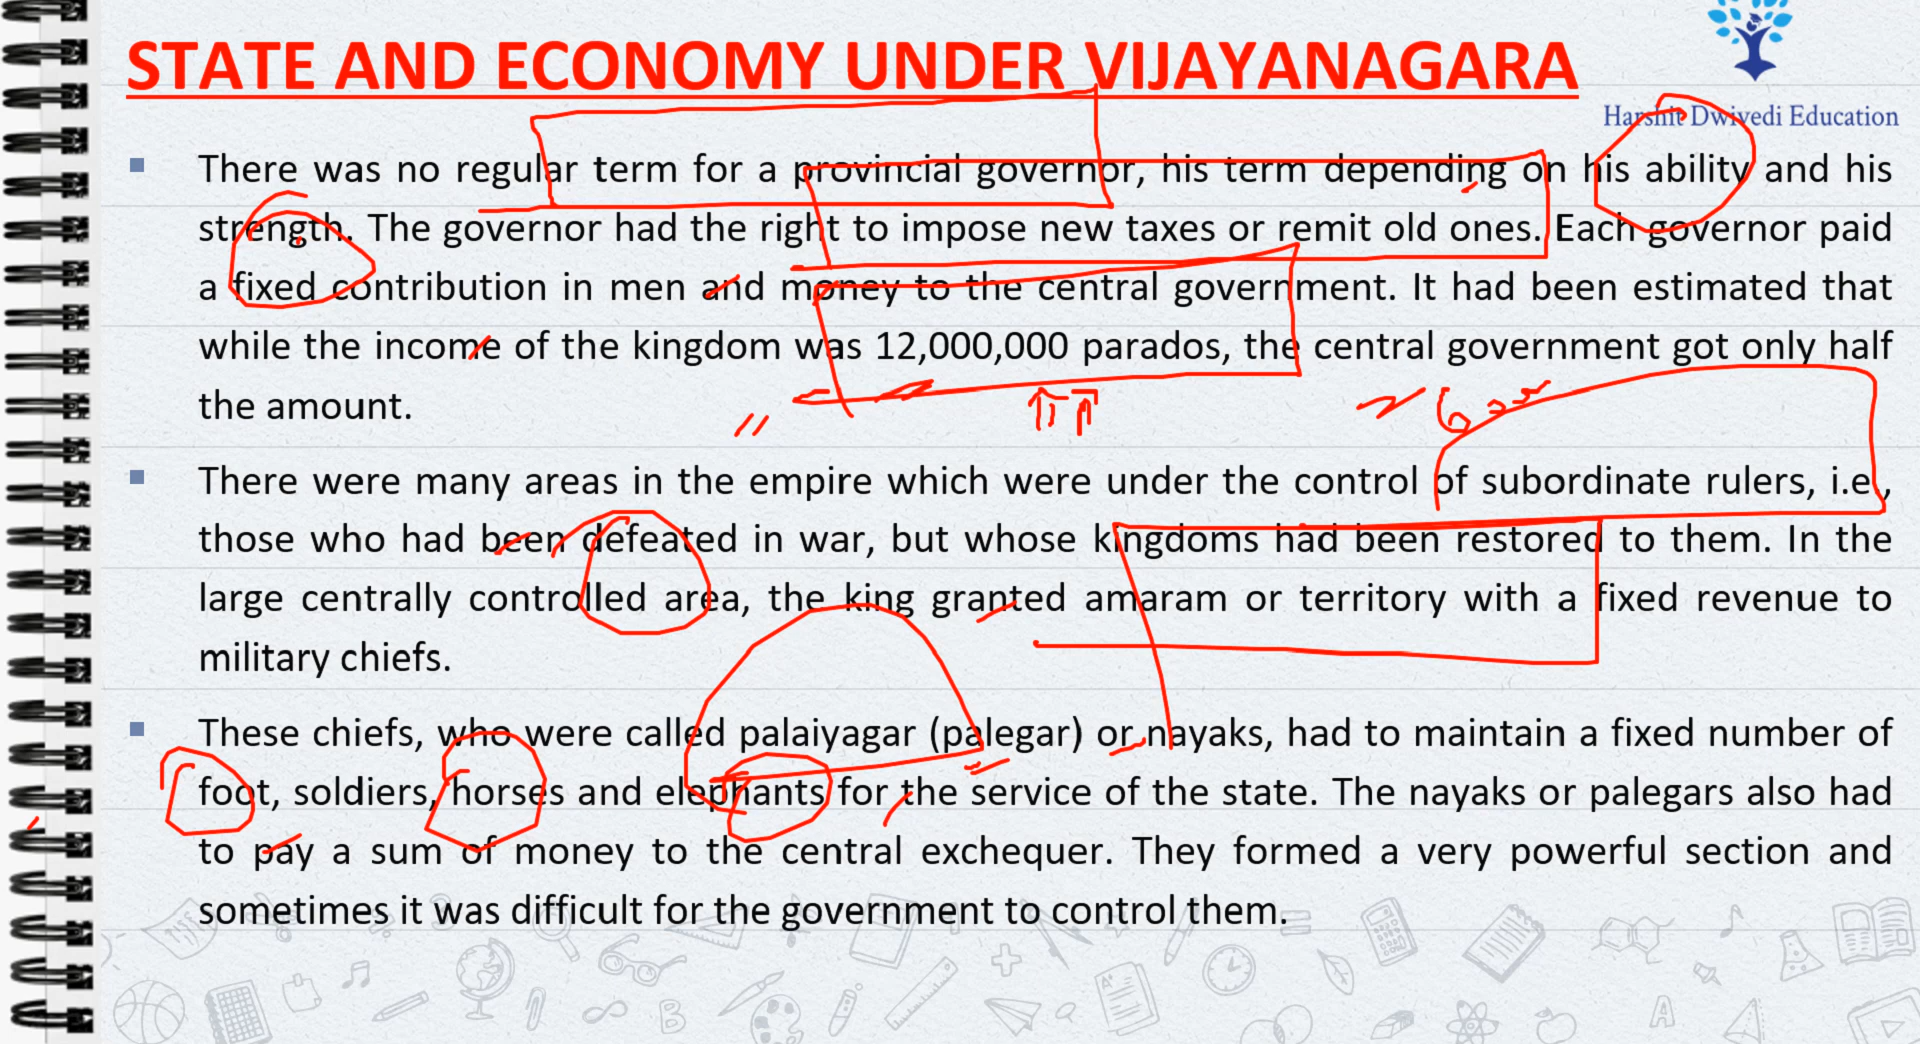 STATE AND ECONOMY UNDER VIJAYANAGARA
Harshit Dwivedi Education
There was no regular term for a provincial governor, his term depending on his ability and his
strength. The governor had the right to impose new taxes or remit old ones. Each governor paid
a fixed contribution in men and money to the central government. It had been estimated that
while the income of the kingdom was 12,000,000 parados, the central government got only half
the amount.
There were many areas in the empire which were under the control of subordinate rulers, i.e.,
those who had been defeated in war, but whose kingdoms had been restored to them. In the
large centrally controlled area, the king granted amaram or territory with a fixed revenue to
military chiefs.
These chiefs, who were called palaiyagar (palegar) or nayaks, had to maintain a fixed number of
foot, soldiers, horses and elephants for the service of the state. The nayaks or palegars also had
to pay a sum of money to the central exchequer. They formed a very powerful section and
sometimes it was difficult for the government to control them.